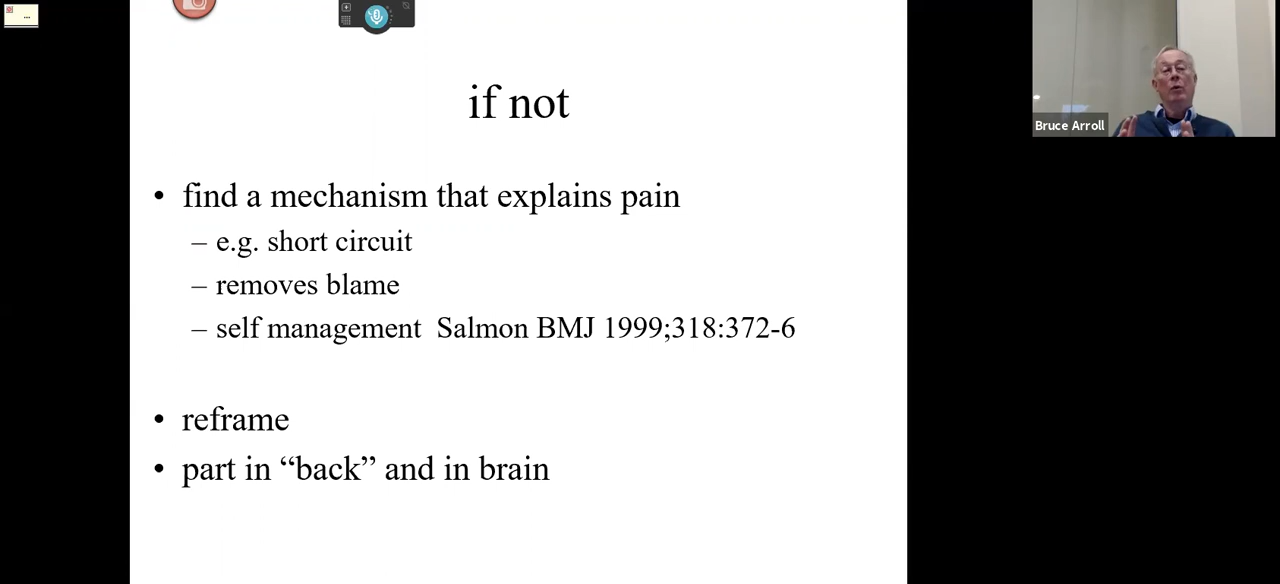 if not
• find a mechanism that explains pain
– e.g. short circuit
– removes blame
– self management  Salmon BMJ 1999;318:372-6
• reframe
• part in “back” and in brain
Bruce Arroll
...